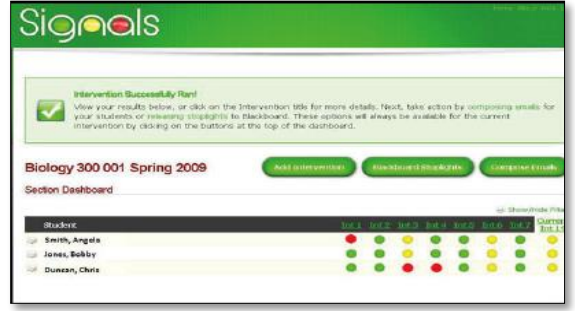 Signals
Intervention Successfully Ran!
View your results below, or click on the Intervention title for more details. Next, take action by composing emails for
your students or releasing stoplights to Blackboard. These options will always be available for the current
intervention by clicking on the buttons at the top of the dashboard.
Biology 300 001 Spring 2009 Add Intervention Blackboard Stoplights Compose Emails
Section Dashboard
Show/Hide
Student Int 1 Int 2 Int 3 Int 4 Int 5 Int 6 Int 7
Smith, Angela
Jones, Bobby
Duncan, Chris